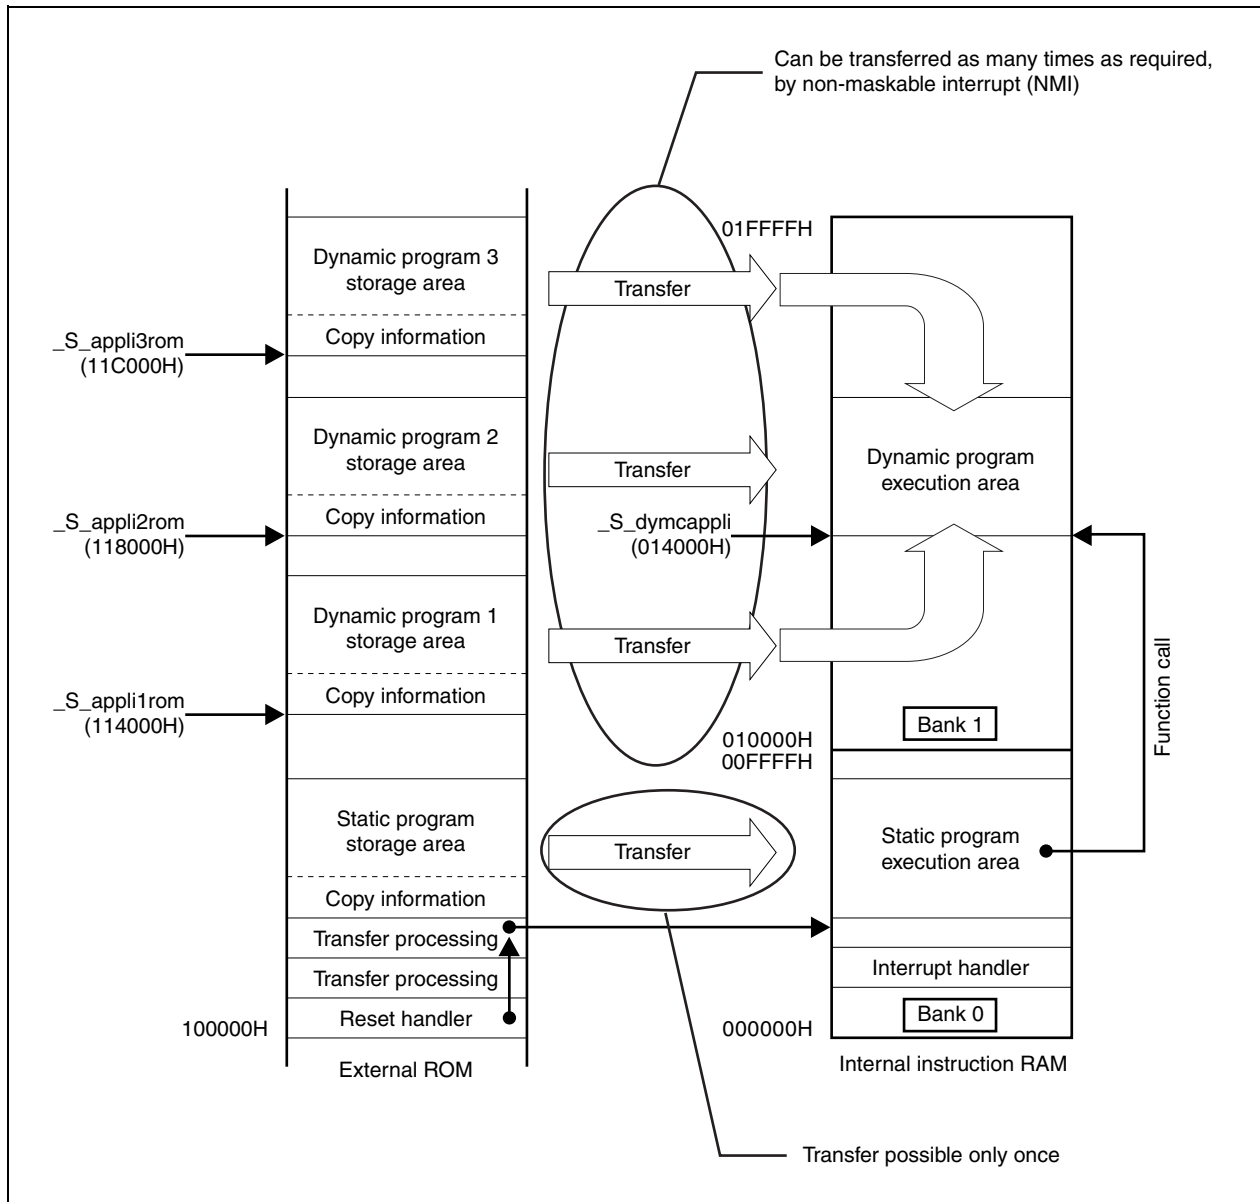 Can be transferred as many times as required,
by non-maskable interrupt (NMI)
01FFFFH
Dynamic program 3
storage area
Transfer
Copy information
_S_appli3rom
(11C000H)
Dynamic program 2
storage area
Transfer
Copy information
_S_appli2rom
(118000H)
Dynamic program
execution area
_S_dymcappli
(014000H)
Dynamic program 1
storage area
Transfer
Copy information
_S_appli1rom
(114000H)
Function call
Bank 1
010000H
00FFFFH
Static program
storage area
Transfer
Static program
execution area
Copy information
Transfer processing
Transfer processing
Interrupt handler
Reset handler
100000H
Bank 0
000000H
External ROM
Internal instruction RAM
Transfer possible only once